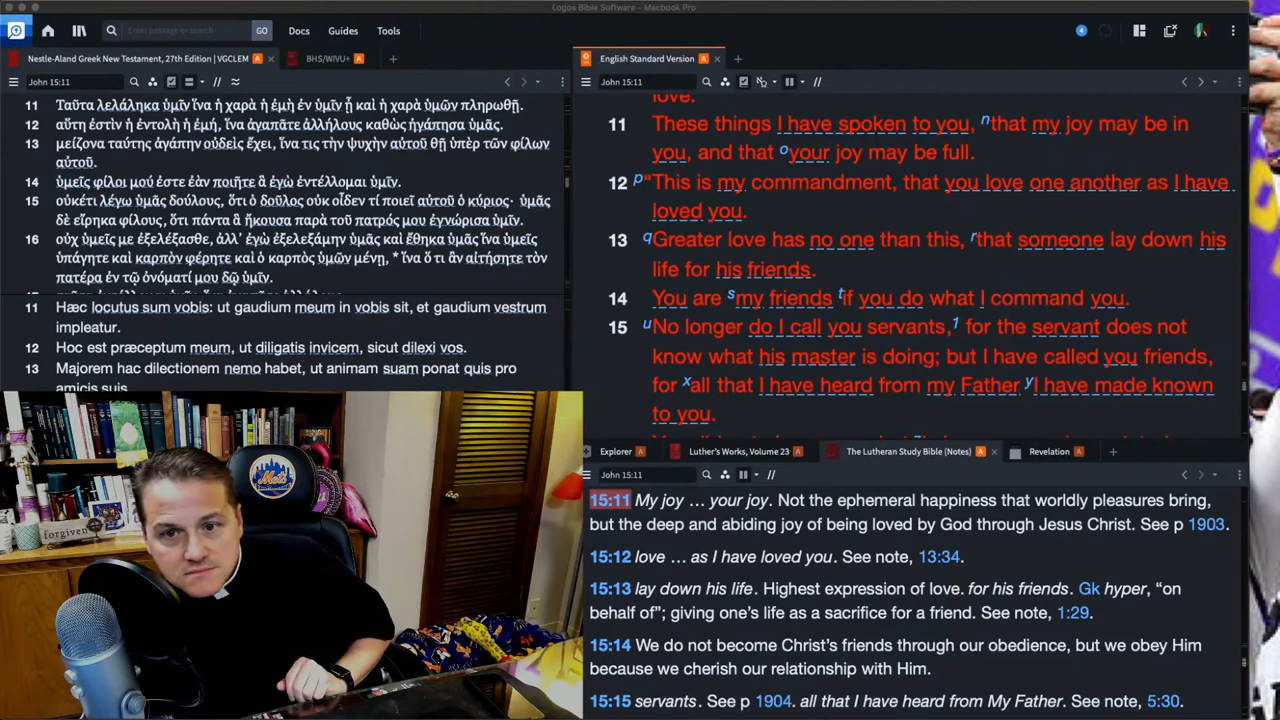 Logos Bible Software - Macbook Pro
Enter passage or search
GO
Docs
Guides
Tools
4
Nestle-Aland Greek New Testament, 27th Edition | VGCLEM A
BHS/WIVU+ A
John 15:11
//
≈
11 Ταῦτα λελάληκα ὑμῖν ἵνα ἡ χαρὰ ἡ ἐμὴ ἐν ὑμῖν ᾖ καὶ ἡ χαρὰ ὑμῶν πληρωθῇ.
12 αὕτη ἐστὶν ἡ ἐντολὴ ἡ ἐμή, ἵνα ἀγαπᾶτε ἀλλήλους καθὼς ἠγάπησα ὑμᾶς.
13 μείζονα ταύτης ἀγάπην οὐδεὶς ἔχει, ἵνα τις τὴν ψυχὴν αὐτοῦ θῇ ὑπὲρ τῶν φίλων
αὐτοῦ.
14 ὑμεῖς φίλοι μού ἐστε ἐὰν ποιῆτε ἃ ἐγὼ ἐντέλλομαι ὑμῖν.
15 οὐκέτι λέγω ὑμᾶς δούλους, ὅτι ὁ δοῦλος οὐκ οἶδεν τί ποιεῖ αὐτοῦ ὁ κύριος· ὑμᾶς
δὲ εἴρηκα φίλους, ὅτι πάντα ἃ ἤκουσα παρὰ τοῦ πατρός μου ἐγνώρισα ὑμῖν.
16 οὐχ ὑμεῖς με ἐξελέξασθε, ἀλλ’ ἐγὼ ἐξελεξάμην ὑμᾶς καὶ ἔθηκα ὑμᾶς ἵνα ὑμεῖς
ὑπάγητε καὶ καρπὸν φέρητε καὶ ὁ καρπὸς ὑμῶν μένῃ, * ἵνα ὅ τι ἂν αἰτήσητε τὸν
πατέρα ἐν τῷ ὀνόματί μου δῷ ὑμῖν.
11 Hæc locutus sum vobis: ut gaudium meum in vobis sit, et gaudium vestrum
impleatur.
12 Hoc est præceptum meum, ut diligatis invicem, sicut dilexi vos.
13 Majorem hac dilectionem nemo habet, ut animam suam ponat quis pro
amicis suis
English Standard Version A
John 15:11
//
love.
11 These things I have spoken to you, nthat my joy may be in
you, and that oyour joy may be full.
12 p“This is my commandment, that you love one another as I have
loved you.
13 qGreater love has no one than this, rthat someone lay down his
life for his friends.
14 You are smy friends tif you do what I command you.
15 uNo longer do I call you servants,1 for the servant does not
know what his master is doing; but I have called you friends,
for xall that I have heard from my Father yI have made known
to you.
Explorer A
Luther's Works, Volume 23 A
The Lutheran Study Bible (Notes) A
Revelation A
John 15:11
//
15:11 My joy … your joy. Not the ephemeral happiness that worldly pleasures bring,
but the deep and abiding joy of being loved by God through Jesus Christ. See p 1903.
15:12 love … as I have loved you. See note, 13:34.
15:13 lay down his life. Highest expression of love. for his friends. Gk hyper, “on
behalf of”; giving one’s life as a sacrifice for a friend. See note, 1:29.
15:14 We do not become Christ’s friends through our obedience, but we obey Him
because we cherish our relationship with Him.
15:15 servants. See p 1904. all that I have heard from My Father. See note, 5:30.
forgiven
Mets